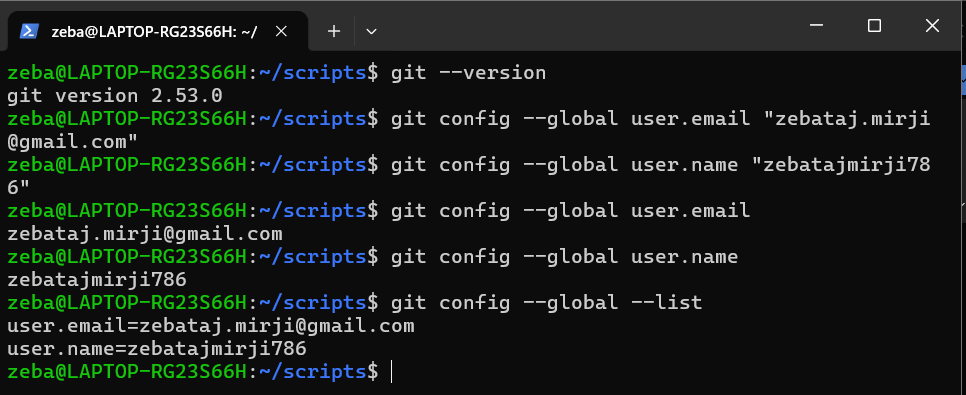 zeba@LAPTOP-RG23S66H: ~/
zeba@LAPTOP-RG23S66H:~/scripts$ git --version
git version 2.53.0
zeba@LAPTOP-RG23S66H:~/scripts$ git config --global user.email "zebataj.mirji
@gmail.com"
zeba@LAPTOP-RG23S66H:~/scripts$ git config --global user.name "zebatajmirji78
6"
zeba@LAPTOP-RG23S66H:~/scripts$ git config --global user.email
zebataj.mirji@gmail.com
zeba@LAPTOP-RG23S66H:~/scripts$ git config --global user.name
zebatajmirji786
zeba@LAPTOP-RG23S66H:~/scripts$ git config --global --list
user.email=zebataj.mirji@gmail.com
user.name=zebatajmirji786
zeba@LAPTOP-RG23S66H:~/scripts$